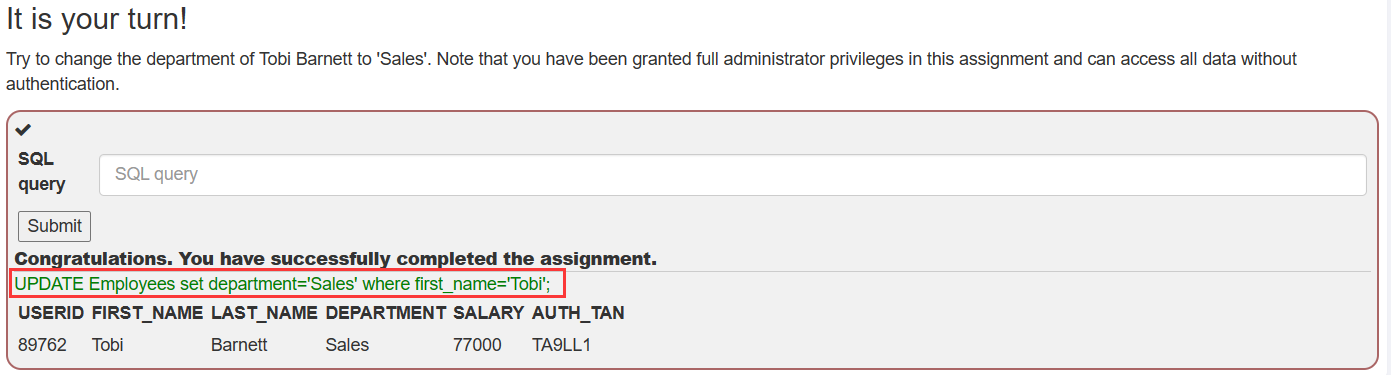 It is your turn!
Try to change the department of Tobi Barnett to 'Sales'. Note that you have been granted full administrator privileges in this assignment and can access all data without
authentication.
SQL
query
SQL query
Submit
Congratulations. You have successfully completed the assignment.
UPDATE Employees set department='Sales' where first_name='Tobi';
USERID FIRST_NAME LAST_NAME DEPARTMENT SALARY AUTH_TAN
89762 Tobi Barnett Sales 77000 TA9LL1